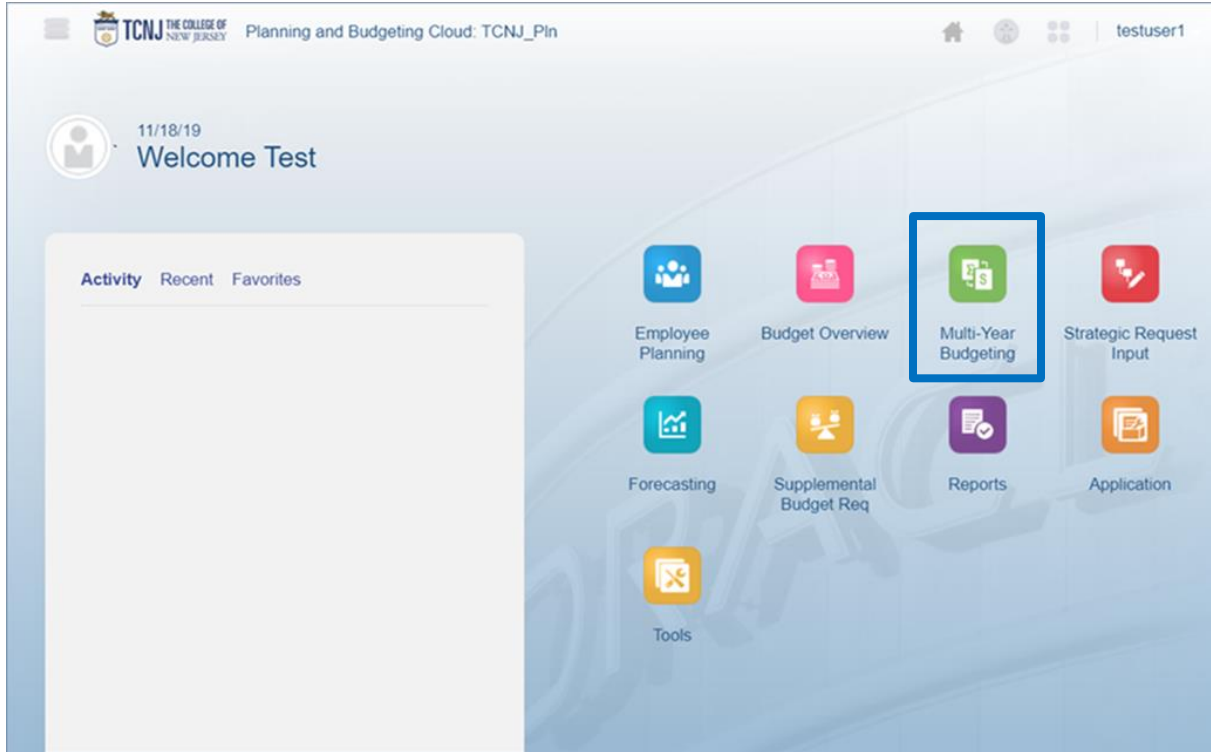 TCNJ THE COLLEGE OF NEW JERSEY Planning and Budgeting Cloud: TCNJ_Pln testuser1
11/18/19
Welcome Test
Activity Recent Favorites
Employee Planning
Budget Overview
Multi-Year Budgeting
Strategic Request Input
Forecasting
Supplemental Budget Req
Reports
Application
Tools
ORACL